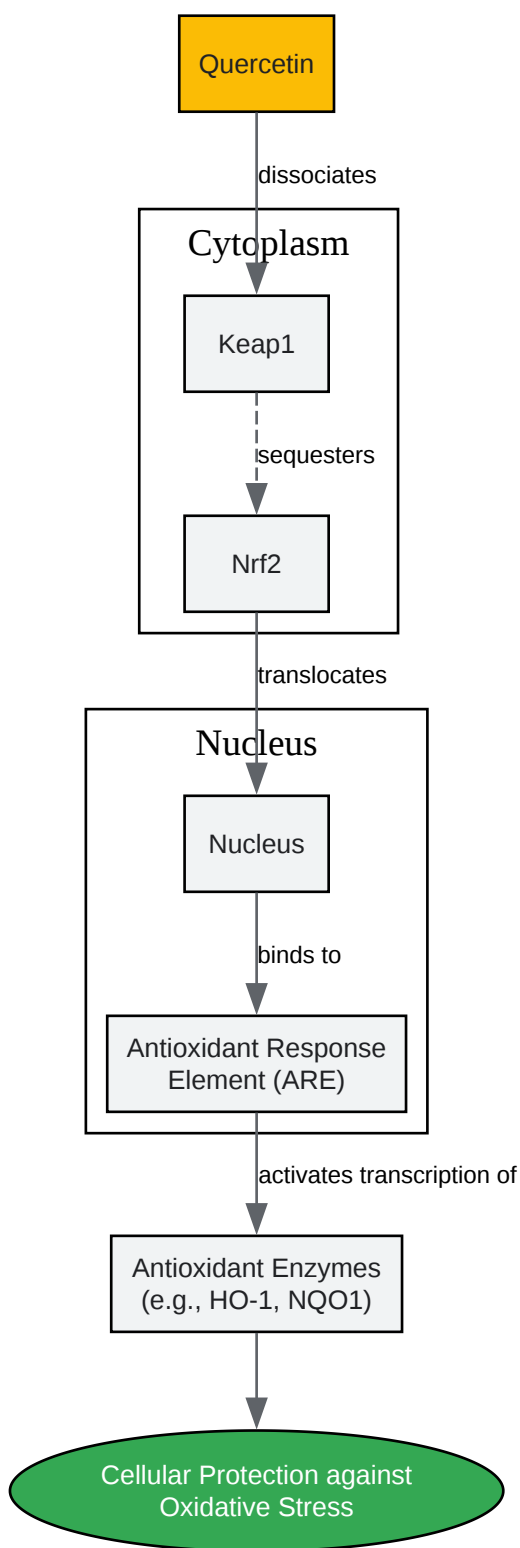 Quercetin
dissociates
Cytoplasm
Keap1
sequesters
Nrf2
translocates
Nucleus
Nucleus
binds to
Antioxidant Response
Element (ARE)
activates transcription of
Antioxidant Enzymes
(e.g., HO-1, NQO1)
Cellular Protection against
Oxidative Stress